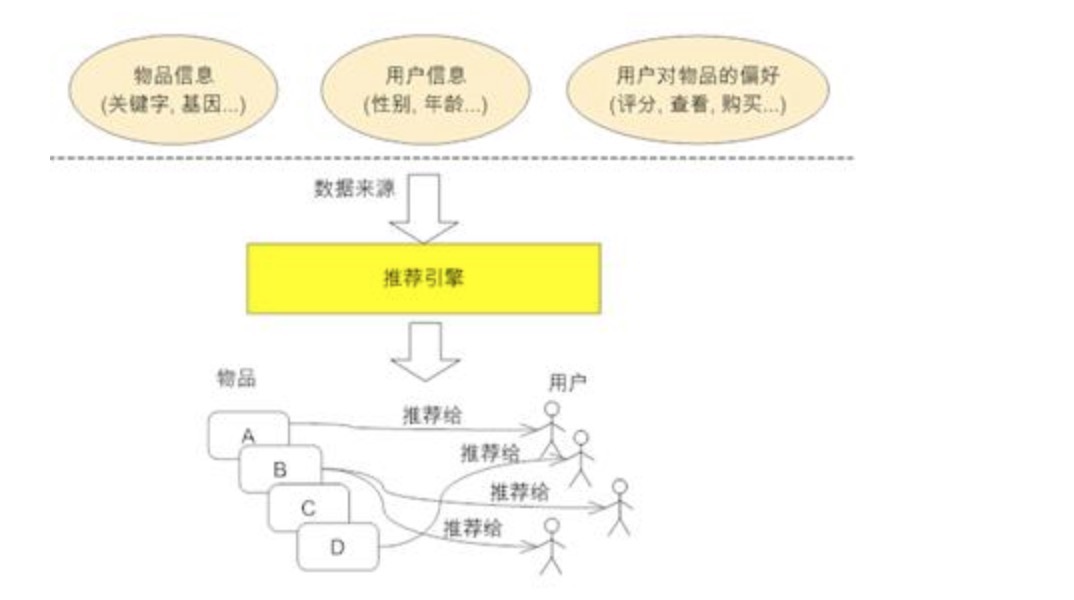 物品信息
(关键字, 基因...)
用户信息
(性别, 年龄...)
用户对物品的偏好
(评分, 查看, 购买...)
数据来源
推荐引擎
物品
用户
A
推荐给
B
推荐给
C
推荐给
D
推荐给